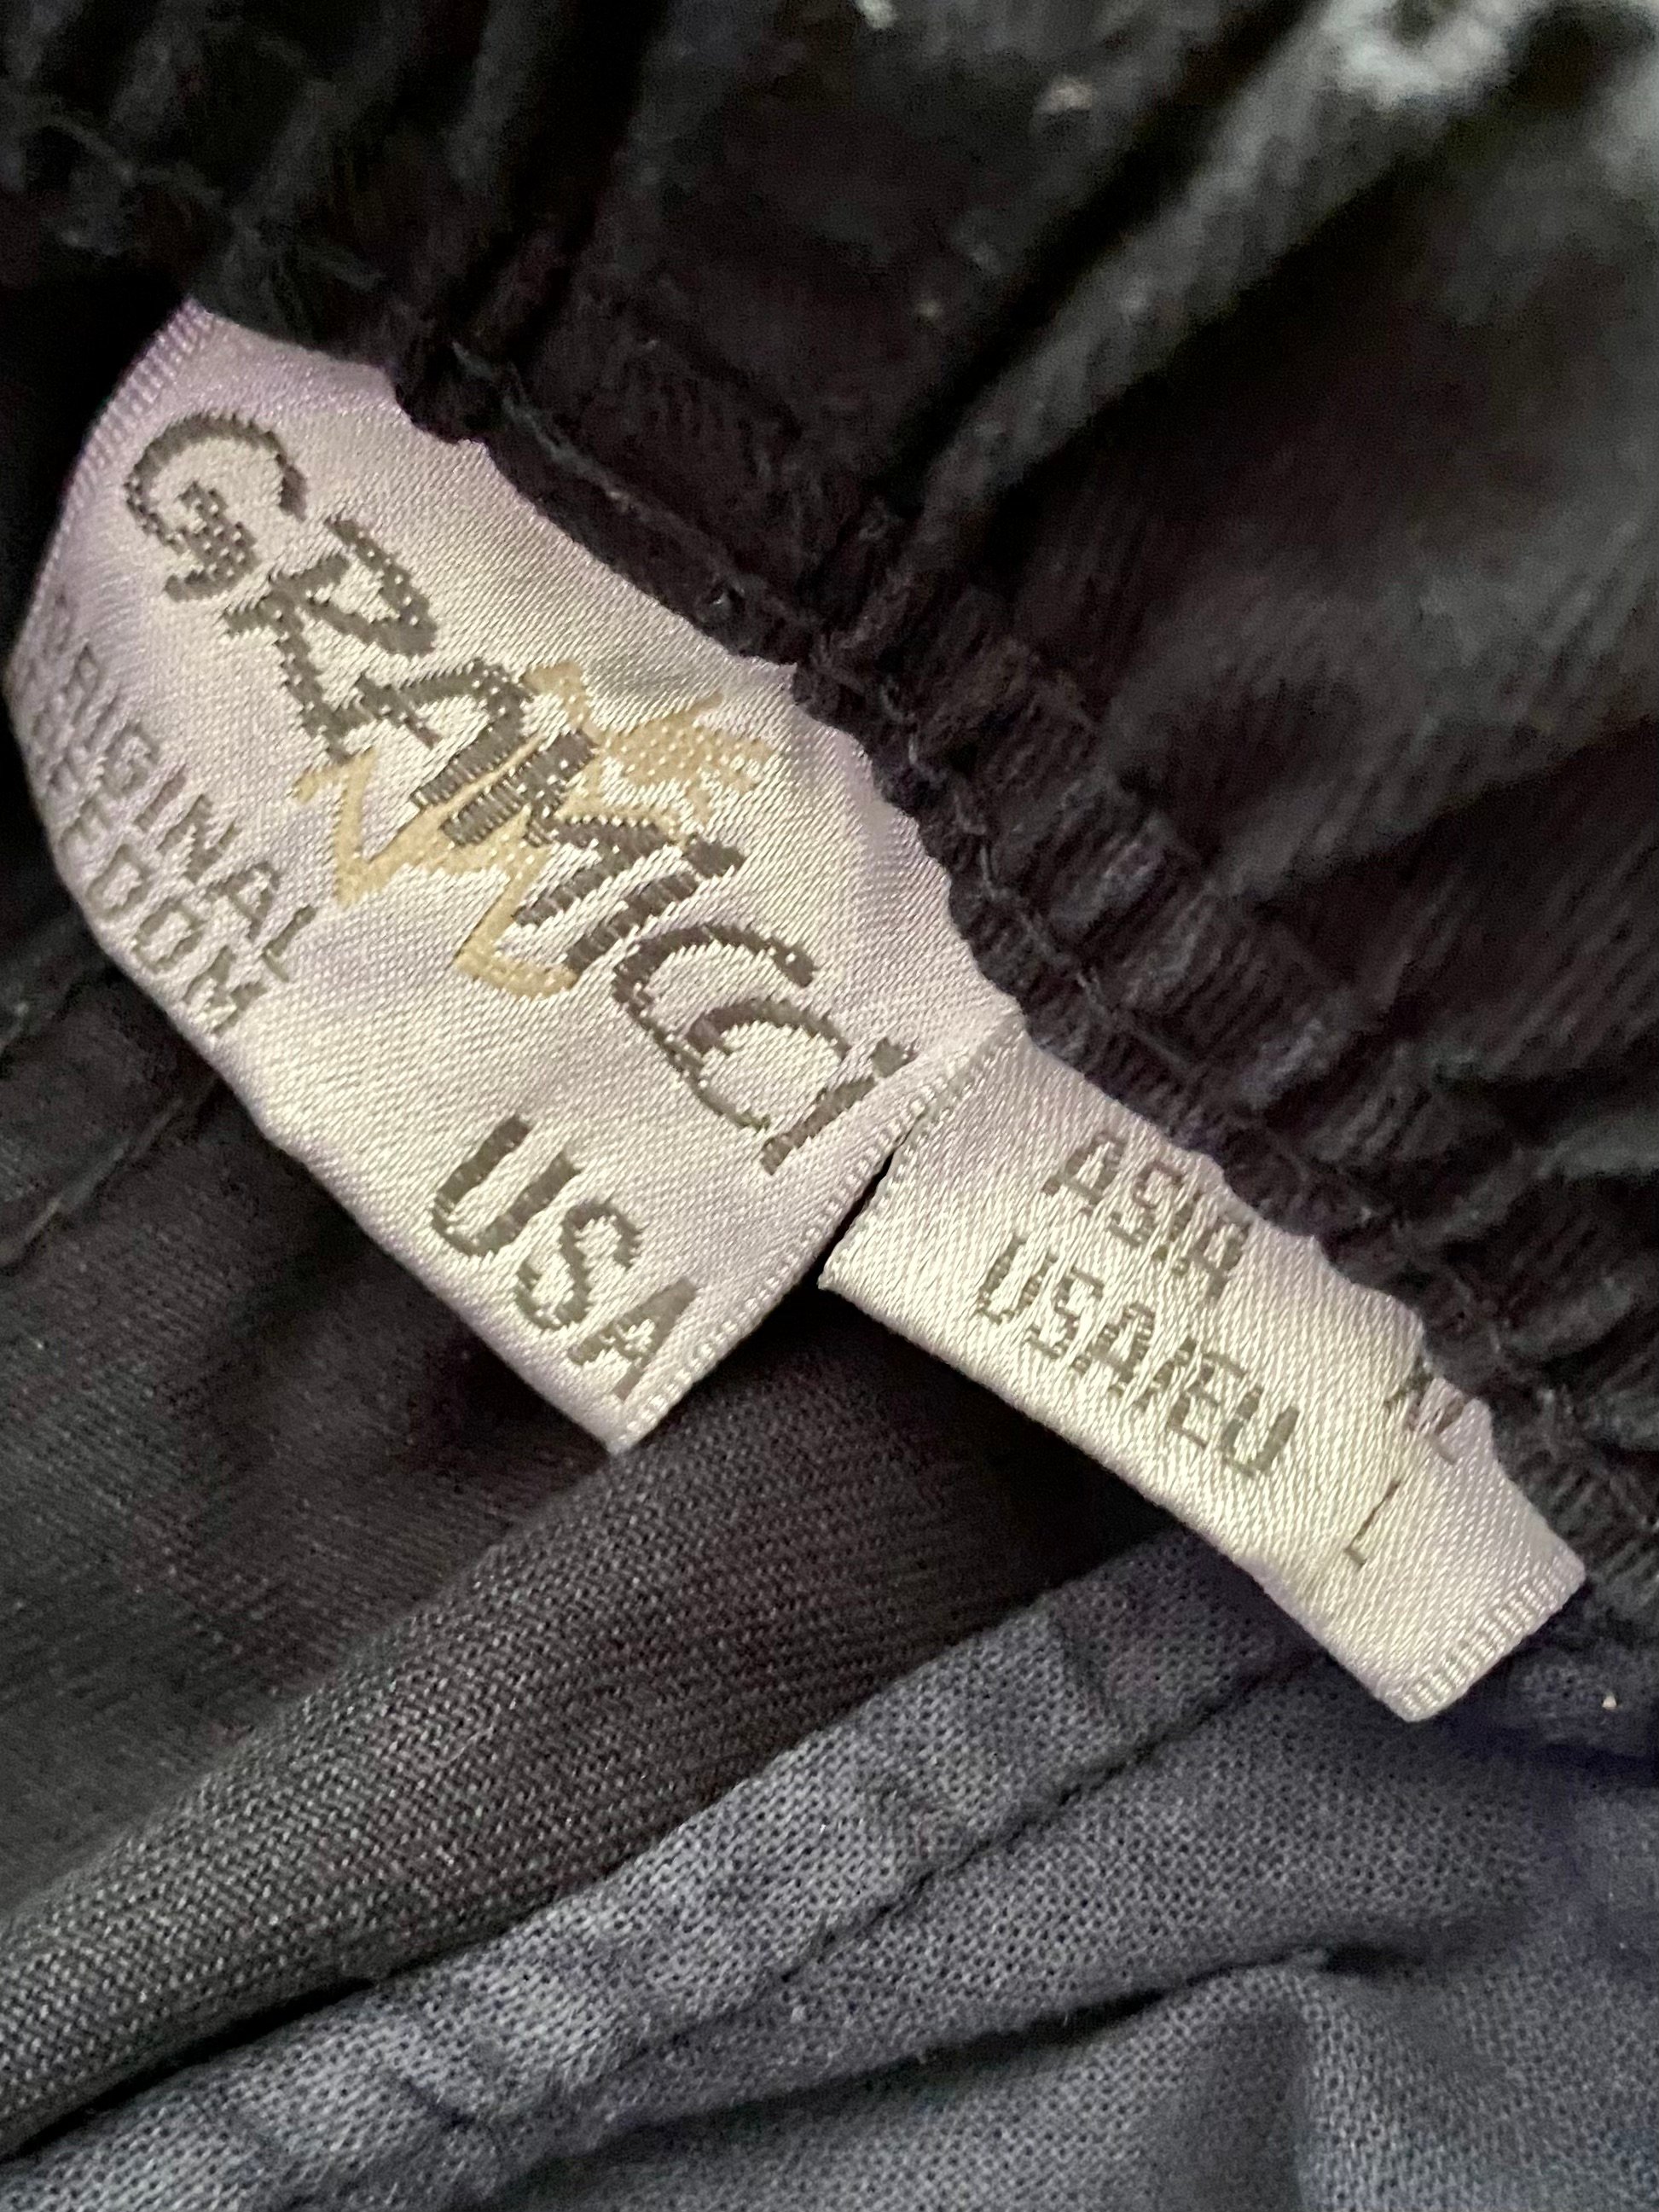 GRAMICCI
ORIGINAL
FREEDOM
USA
ASIA XL
USA/EU L